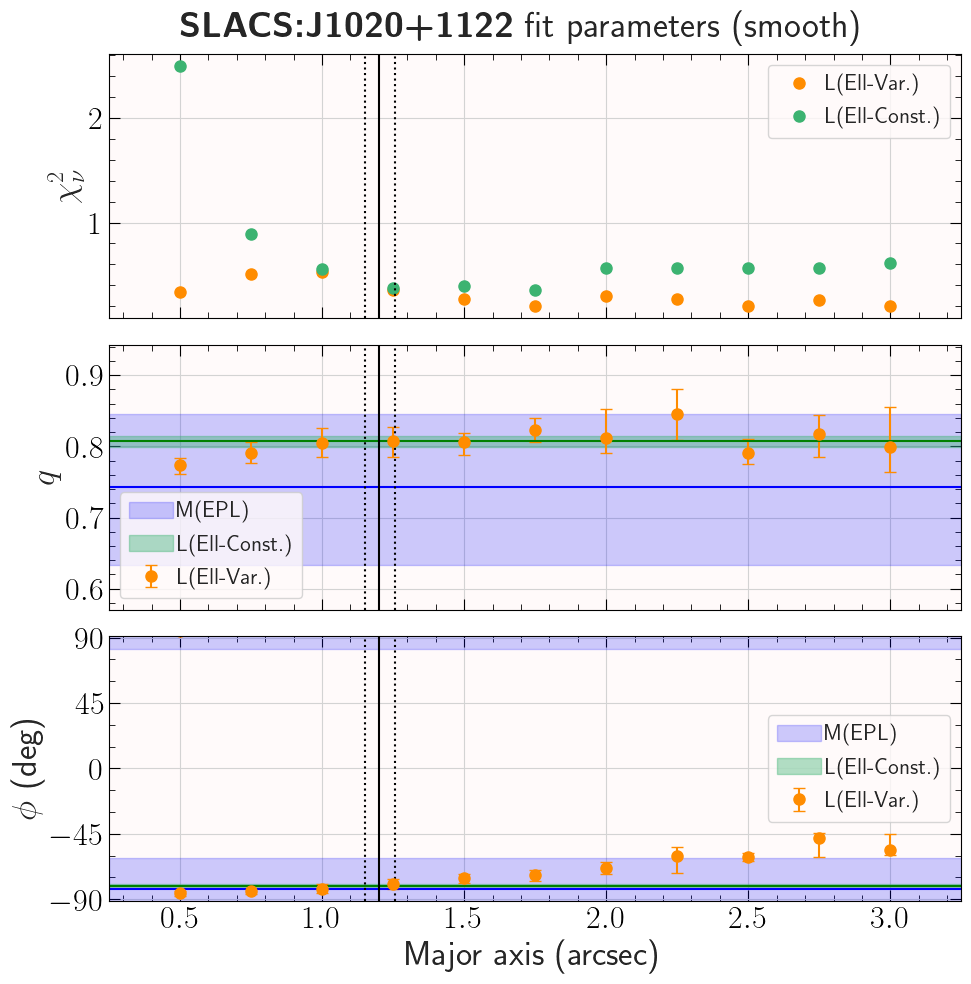 SLACS:J1020+1122 fit parameters (smooth)
L(Ell-Var.)
L(Ell-Const.)
2
1
χ²ᵥ
0.9
0.8
0.7
0.6
q
M(EPL)
L(Ell-Const.)
L(Ell-Var.)
90
45
0
−45
−90
ϕ (deg)
M(EPL)
L(Ell-Const.)
L(Ell-Var.)
0.5 1.0 1.5 2.0 2.5 3.0
Major axis (arcsec)